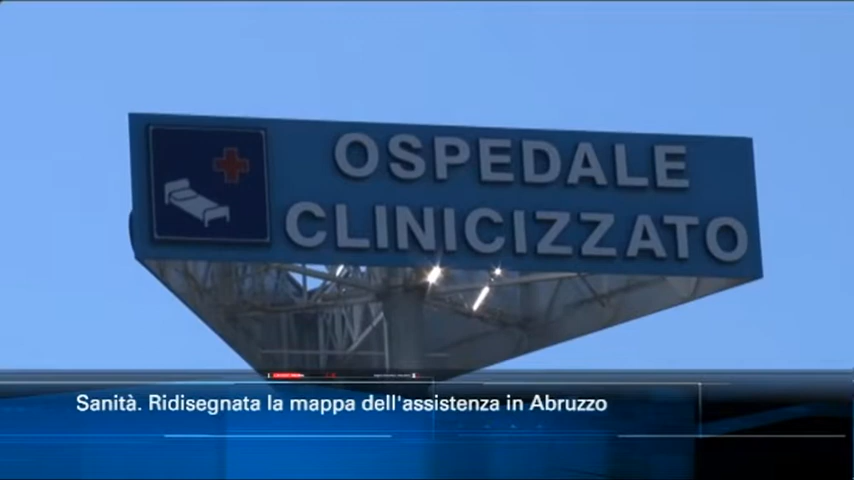 OSPEDALE
CLINICIZZATO
Sanità. Ridisegnata la mappa dell'assistenza in Abruzzo